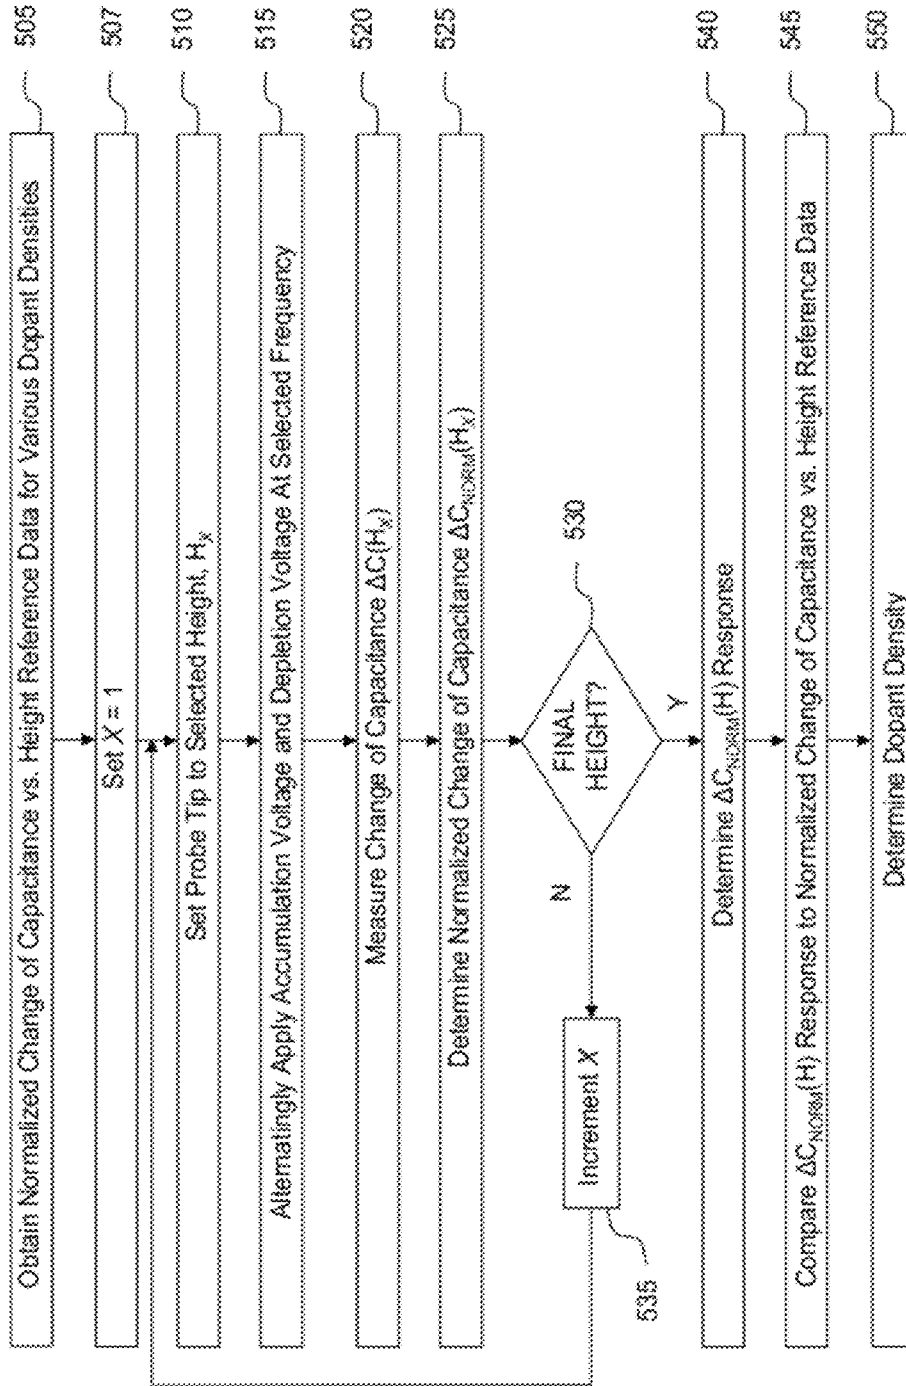 Obtain Normalized Change of Capacitance vs. Height Reference Data for Various Dopant Densities
505
Set X = 1
507
Set Probe Tip to Selected Height, HX
510
Alternatingly Apply Accumulation Voltage and Depletion Voltage At Selected Frequency
515
Measure Change of Capacitance ΔC(HX)
520
Determine Normalized Change of Capacitance ΔCNORM(HX)
525
FINAL
HEIGHT?
530
N
Y
Increment X
535
Determine ΔCNORM(H) Response
540
Compare ΔCNORM(H) Response to Normalized Change of Capacitance vs. Height Reference Data
545
Determine Dopant Density
550